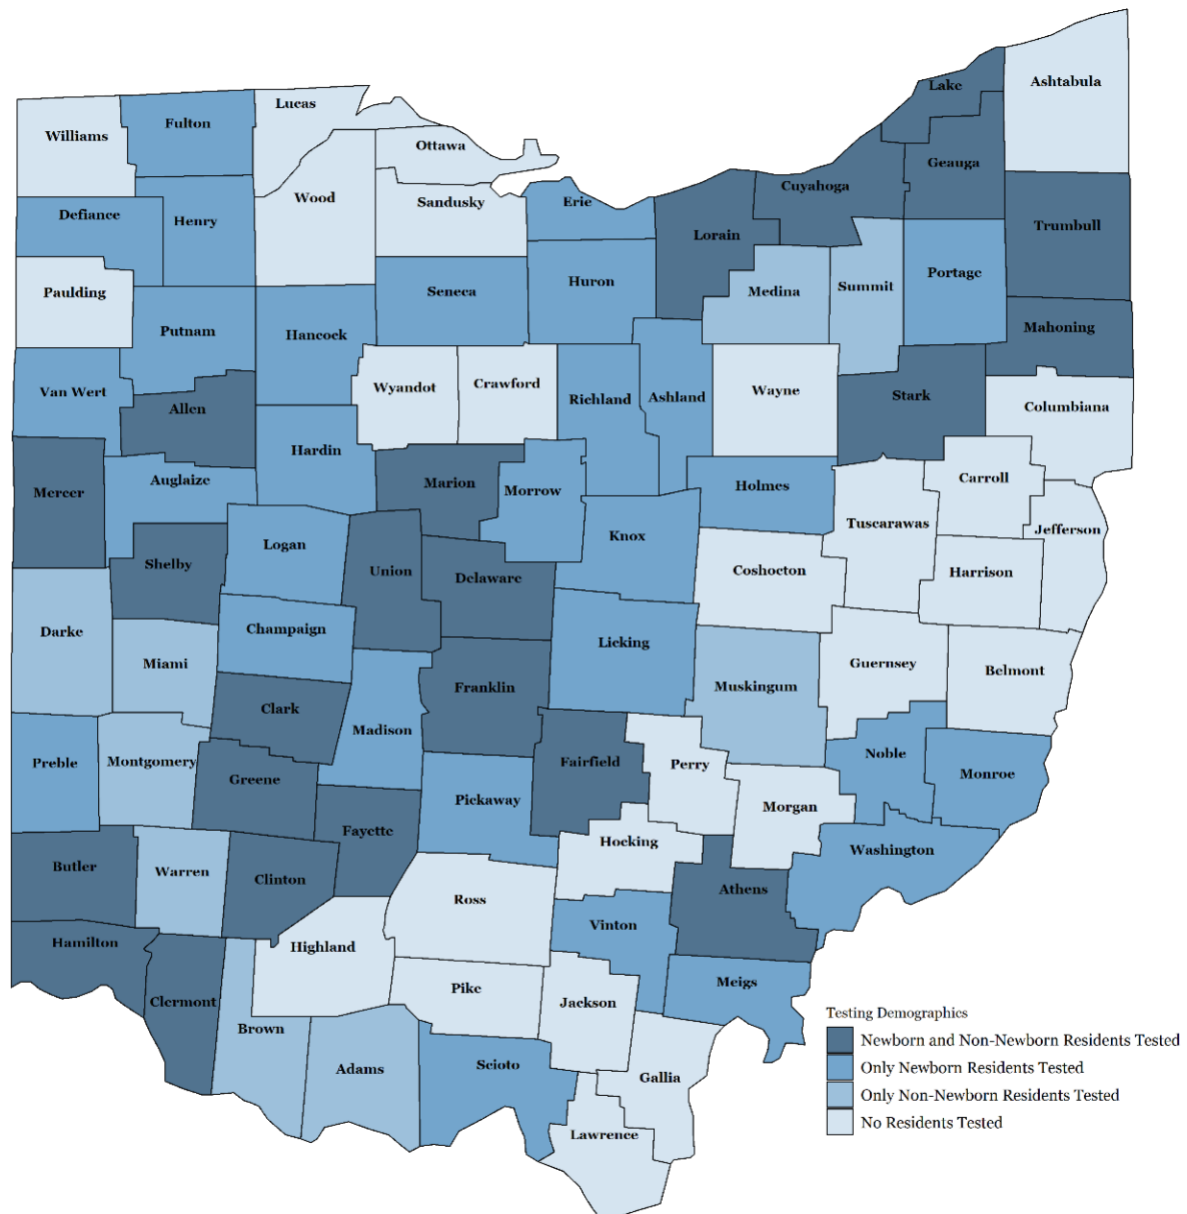 Lake
Ashtabula
Lucas
Fulton
Williams
Ottawa
Geauga
Cuyahoga
Wood
Sandusky
Erie
Defiance
Henry
Trumbull
Lorain
Portage
Huron
Summit
Seneca
Medina
Paulding
Mahoning
Putnam
Hancock
Crawford
Wyandot
Van Wert
Wayne
Stark
Richland
Ashland
Columbiana
Allen
Hardin
Carroll
Auglaize
Marion
Holmes
Mercer
Morrow
Tuscarawas
Jefferson
Knox
Logan
Shelby
Union
Coshocton
Harrison
Delaware
Champaign
Darke
Licking
Miami
Guernsey
Belmont
Franklin
Muskingum
Clark
Madison
Noble
Preble
Montgomery
Fairfield
Perry
Monroe
Greene
Pickaway
Morgan
Fayette
Hocking
Washington
Butler
Warren
Clinton
Athens
Ross
Vinton
Hamilton
Highland
Meigs
Pike
Clermont
Jackson
Brown
Scioto
Adams
Gallia
Lawrence
Testing Demographics
Newborn and Non-Newborn Residents Tested
Only Newborn Residents Tested
Only Non-Newborn Residents Tested
No Residents Tested